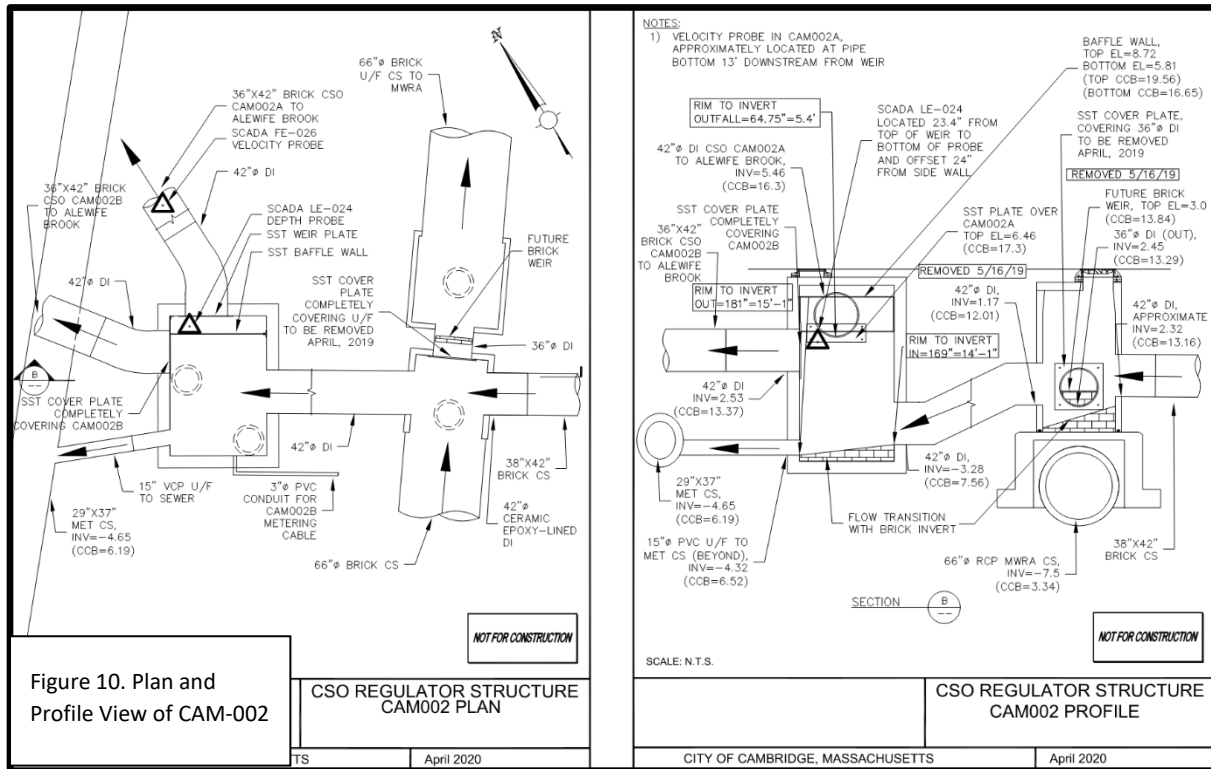 66"ø BRICK
U/F CS TO
MWRA
N
36"X42" BRICK CSO
CAM002A TO
ALEWIFE BROOK
SCADA FE-026
VELOCITY PROBE
42"ø DI
36"X42" BRICK
CSO CAM002B
TO ALEWIFE
BROOK
SCADA LE-024
DEPTH PROBE
SST WEIR PLATE
SST BAFFLE WALL
FUTURE
BRICK
WEIR
42"ø DI
SST COVER
PLATE
COMPLETELY
COVERING U/F
TO BE REMOVED
APRIL, 2019
36"ø DI
B
--
SST COVER PLATE
COMPLETELY
COVERING CAM002B
42"ø DI
15" VCP U/F
TO SEWER
3"ø PVC
CONDUIT FOR
CAM002B
METERING
CABLE
38"X42"
BRICK CS
42"ø
CERAMIC
EPOXY-LINED
DI
29"X37"
MET CS,
INV=-4.65
(CCB=6.19)
66"ø BRICK CS
NOT FOR CONSTRUCTION
Figure 10. Plan and
Profile View of CAM-002
CSO REGULATOR STRUCTURE
CAM002 PLAN
TS
April 2020
NOTES:
1) VELOCITY PROBE IN CAM002A,
APPROXIMATELY LOCATED AT PIPE
BOTTOM 13' DOWNSTREAM FROM WEIR
BAFFLE WALL,
TOP EL=8.72
BOTTOM EL=5.81
(TOP CCB=19.56)
(BOTTOM CCB=16.65)
RIM TO INVERT
OUTFALL=64.75"=5.4'
SCADA LE-024
LOCATED 23.4" FROM
TOP OF WEIR TO
BOTTOM OF PROBE
AND OFFSET 24"
FROM SIDE WALL
SST COVER PLATE,
COVERING 36"ø DI
TO BE REMOVED
APRIL, 2019
REMOVED 5/16/19
42"ø DI CSO CAM002A
TO ALEWIFE BROOK,
INV=5.46
(CCB=16.3)
FUTURE BRICK
WEIR, TOP EL=3.0
(CCB=13.84)
36"ø DI (OUT),
INV=2.45
(CCB=13.29)
SST COVER PLATE
COMPLETELY
COVERING
CAM002B
36"X42"
BRICK CSO
CAM002B
TO ALEWIFE
BROOK
SST PLATE OVER
CAM002A
TOP EL=6.46
(CCB=17.3)
REMOVED 5/16/19
RIM TO INVERT
OUT=181"=15'-1"
42"ø DI,
INV=1.17
(CCB=12.01)
42"ø DI,
APPROXIMATE
INV=2.32
(CCB=13.16)
RIM TO INVERT
IN=169"=14'-1"
42"ø DI
INV=2.53
(CCB=13.37)
42"ø DI,
INV=-3.28
(CCB=7.56)
29"X37"
MET CS,
INV=-4.65
(CCB=6.19)
FLOW TRANSITION
WITH BRICK INVERT
15"ø PVC U/F TO
MET CS (BEYOND),
INV=-4.32
(CCB=6.52)
66"ø RCP MWRA CS,
INV=-7.5
(CCB=3.34)
38"X42"
BRICK CS
SECTION B
--
NOT FOR CONSTRUCTION
SCALE: N.T.S.
CSO REGULATOR STRUCTURE
CAM002 PROFILE
CITY OF CAMBRIDGE, MASSACHUSETTS
April 2020